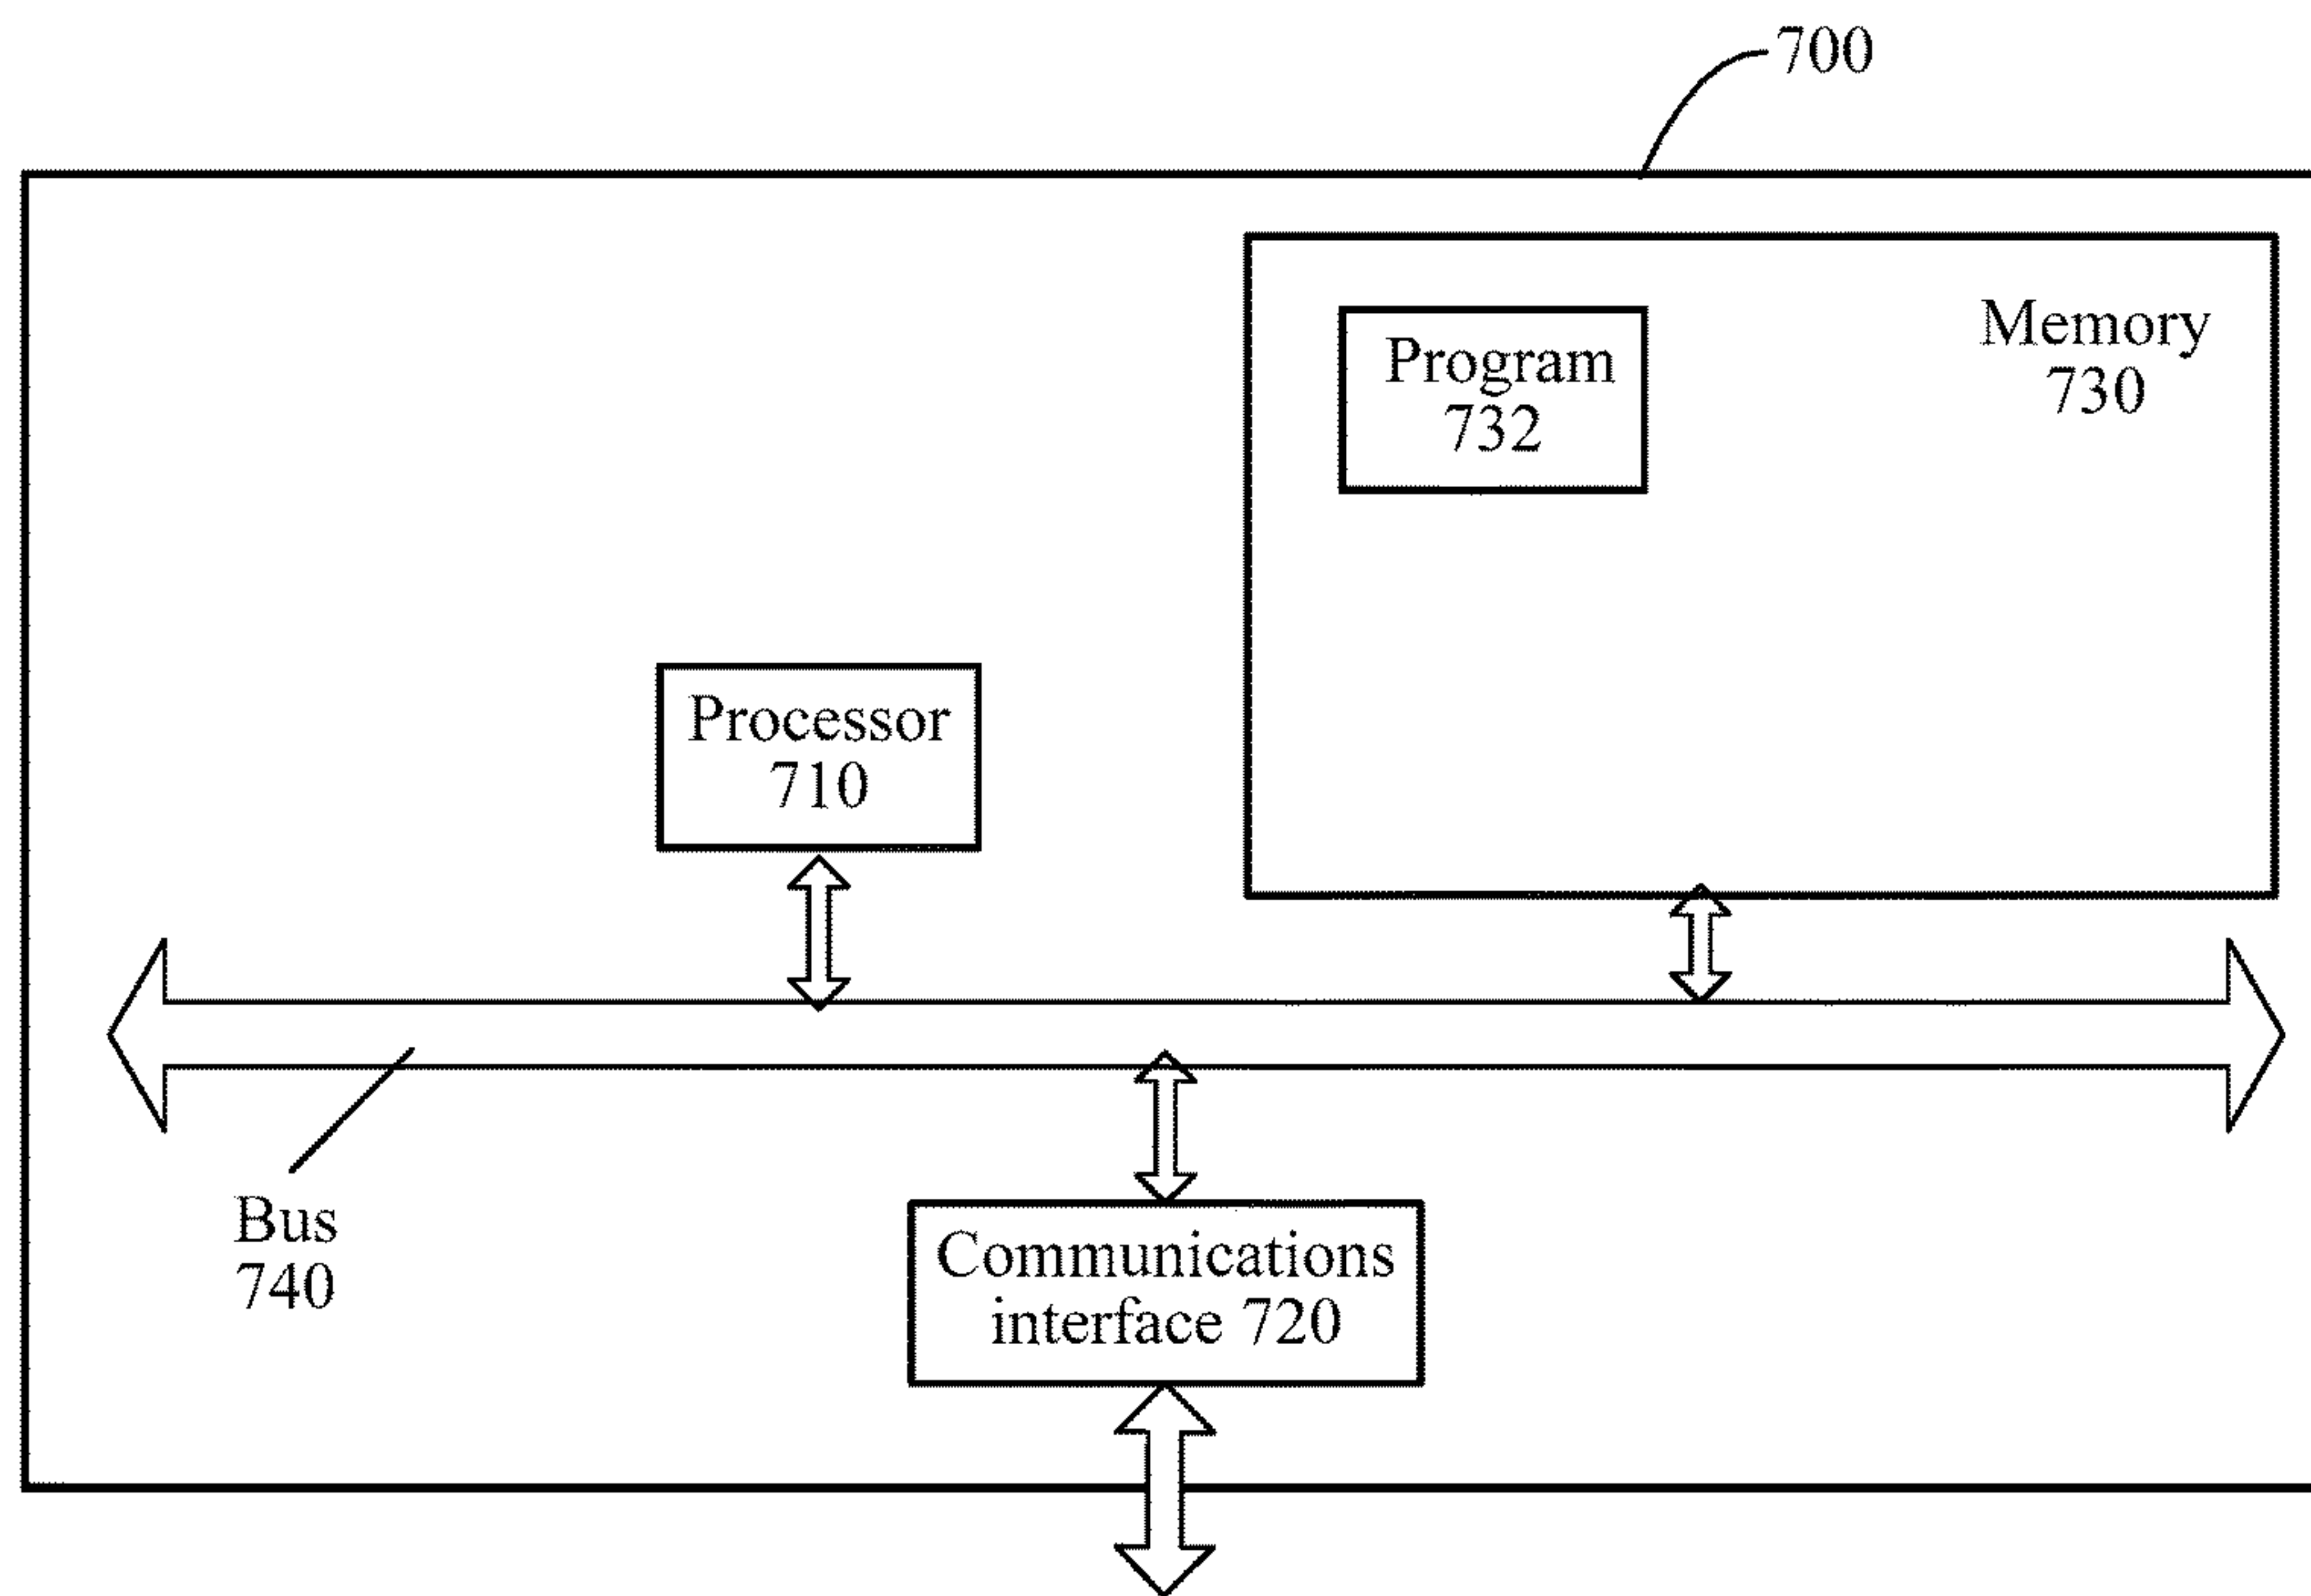 700
Memory
730
Program
732
Processor
710
Bus
740
Communications
interface 720